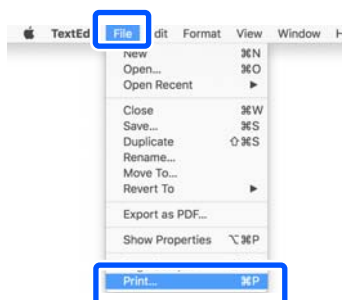 TextEd File dit Format View Window H
New ⌘N
Open... ⌘O
Open Recent ▶
Close ⌘W
Save... ⌘S
Duplicate ⇧⌘S
Rename...
Move To...
Revert To ▶
Export as PDF...
Show Properties ⌥⌘P
Print... ⌘P